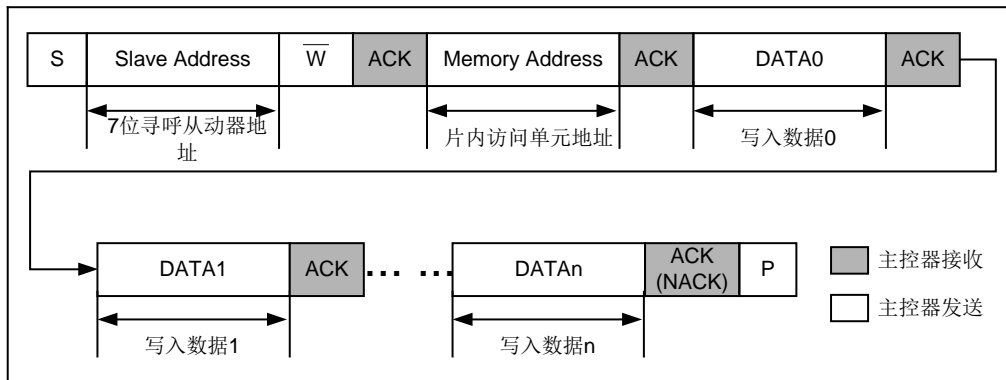 S Slave Address W ACK Memory Address ACK DATA0 ACK
7位寻呼从动器地
址
片内访问单元地址
写入数据0
DATA1 ACK ... ... DATAn ACK
(NACK) P
主控器接收
主控器发送
写入数据1
写入数据n